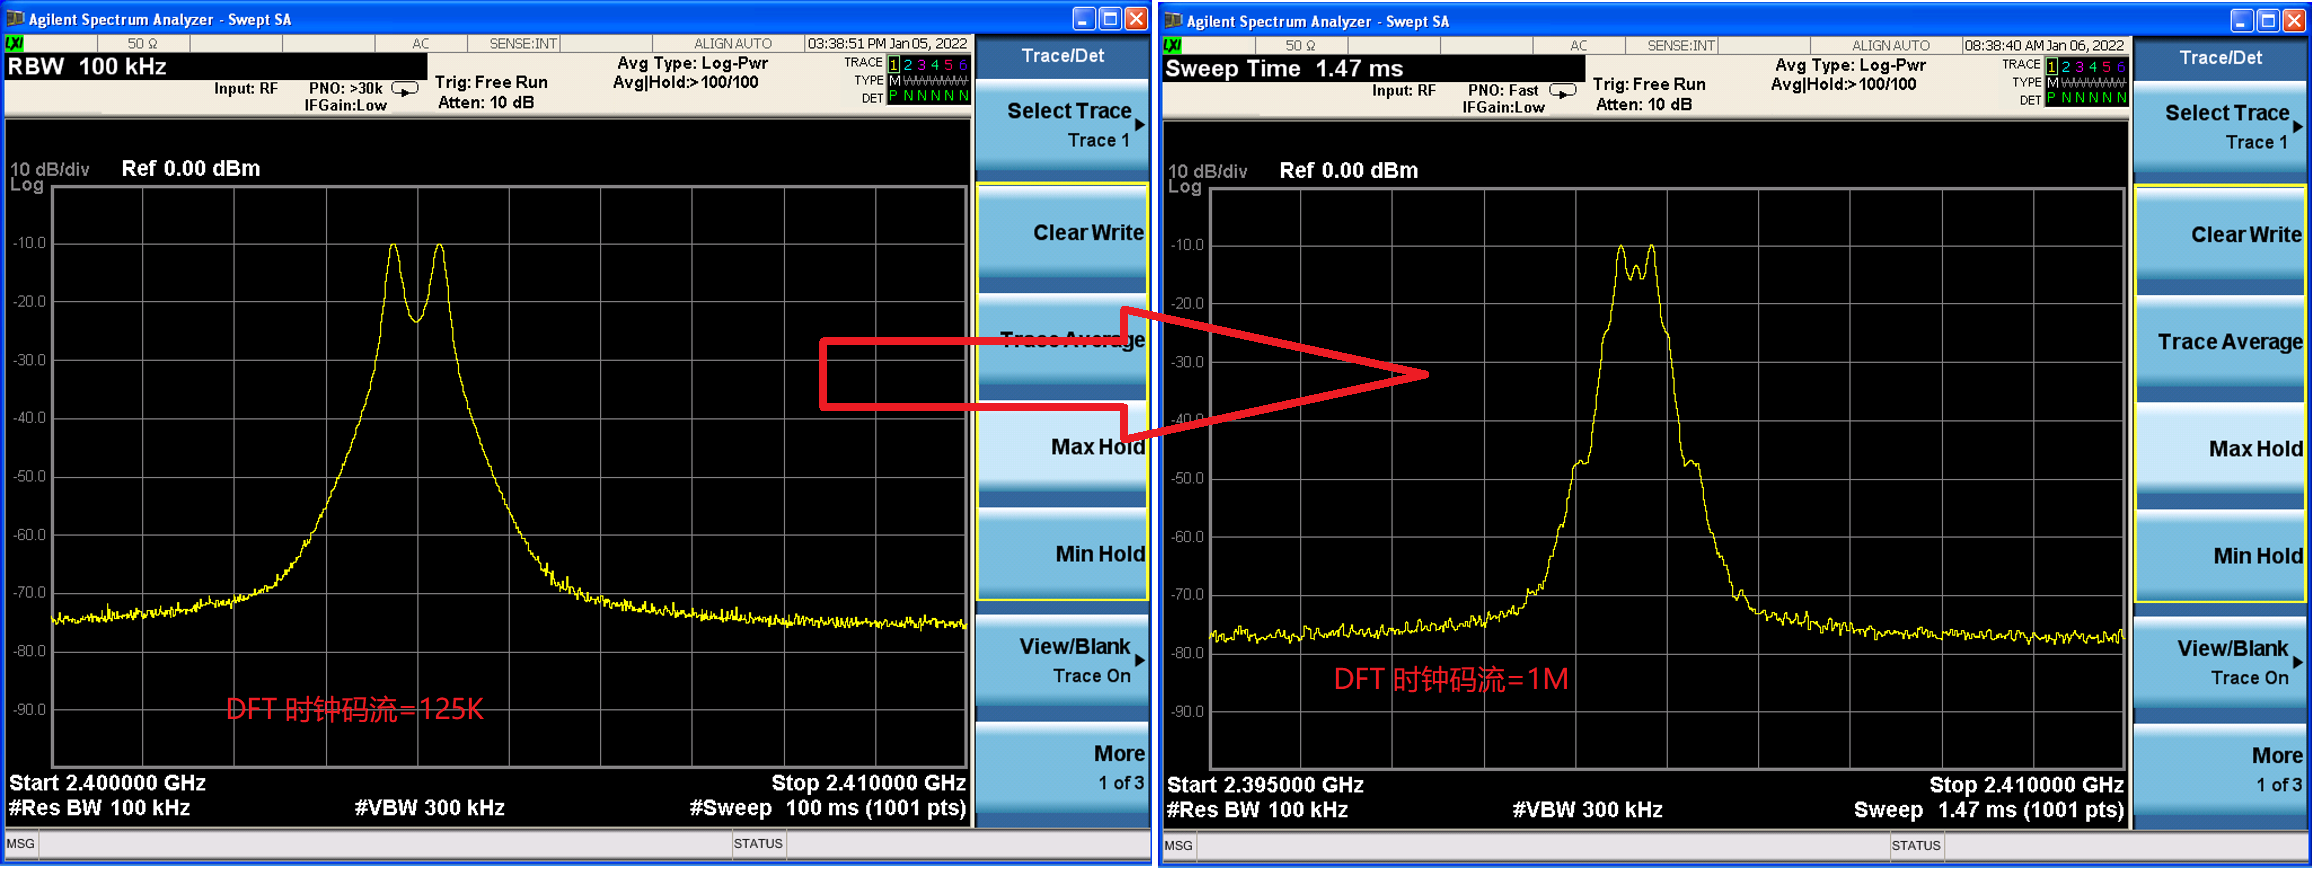 Agilent Spectrum Analyzer - Swept SA
LXI
50 Ω
AC
SENSE:INT
ALIGN AUTO
03:38:51 PM Jan 05, 2022
RBW 100 kHz
Input: RF
PNO: >30k
IFGain:Low
Trig: Free Run
Atten: 10 dB
Avg Type: Log-Pwr
Avg|Hold:>100/100
TRACE 1 2 3 4 5 6
TYPE M
DET P N N N N N
10 dB/div
Log
Ref 0.00 dBm
-10.0
-20.0
-30.0
-40.0
-50.0
-60.0
-70.0
-80.0
-90.0
DFT 时钟码流=125K
Start 2.400000 GHz
Stop 2.410000 GHz
#Res BW 100 kHz
#VBW 300 kHz
#Sweep 100 ms (1001 pts)
MSG
STATUS
Trace/Det
Select Trace
Trace 1
Clear Write
Trace Average
Max Hold
Min Hold
View/Blank
Trace On
More
1 of 3
Agilent Spectrum Analyzer - Swept SA
LXI
50 Ω
AC
SENSE:INT
ALIGN AUTO
08:38:40 AM Jan 06, 2022
Sweep Time 1.47 ms
Input: RF
PNO: Fast
IFGain:Low
Trig: Free Run
Atten: 10 dB
Avg Type: Log-Pwr
Avg|Hold:>100/100
TRACE 1 2 3 4 5 6
TYPE M
DET P N N N N N
10 dB/div
Log
Ref 0.00 dBm
-10.0
-20.0
-30.0
-40.0
-50.0
-60.0
-70.0
-80.0
-90.0
DFT 时钟码流=1M
Start 2.395000 GHz
Stop 2.410000 GHz
#Res BW 100 kHz
#VBW 300 kHz
Sweep 1.47 ms (1001 pts)
MSG
STATUS
Trace/Det
Select Trace
Trace 1
Clear Write
Trace Average
Max Hold
Min Hold
View/Blank
Trace On
More
1 of 3